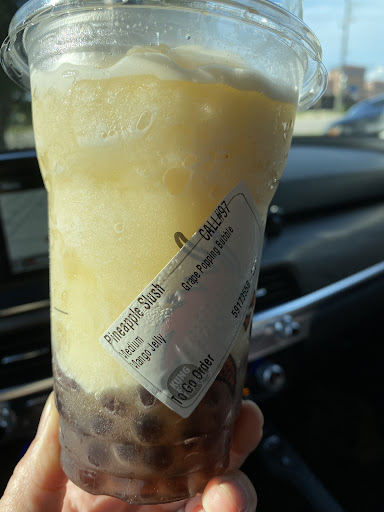 CALL#97
Pineapple Slush
Grape Popping Bubble
Medium
Mango Jelly
To Go Order